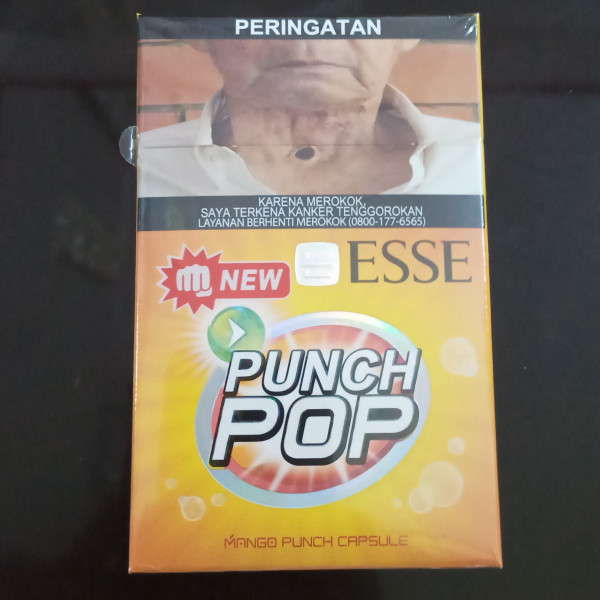 PERINGATAN
KARENA MEROKOK,
SAYA TERKENA KANKER TENGGOROKAN
LAYANAN BERHENTI MEROKOK (0800-177-6565)
ESSE
NEW
PUNCH
POP
MANGO PUNCH CAPSULE